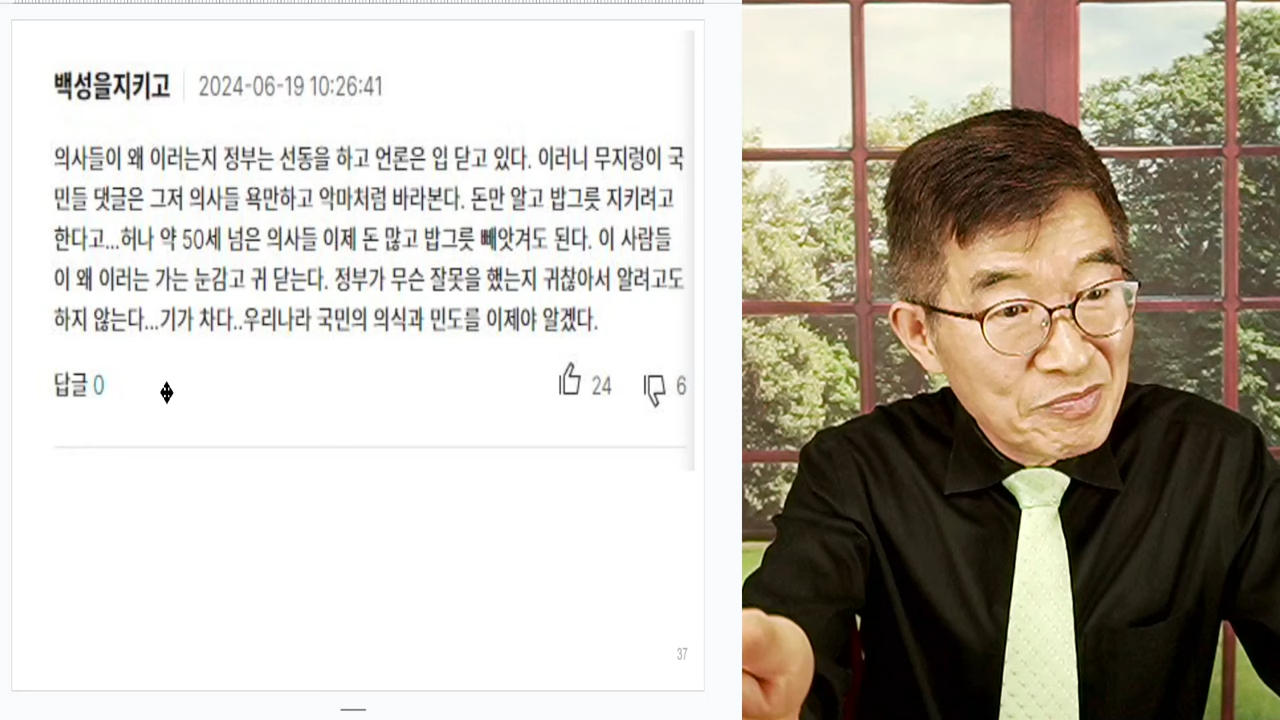 백성을지키고 2024-06-19 10:26:41
의사들이 왜 이러는지 정부는 선동을 하고 언론은 입 닫고 있다. 이러니 무지렁이 국
민들 댓글은 그저 의사들 욕만하고 악마처럼 바라본다. 돈만 알고 밥그릇 지키려고
한다고...허나 약 50세 넘은 의사들 이제 돈 많고 밥그릇 빼앗겨도 된다. 이 사람들
이 왜 이러는 가는 눈감고 귀 닫는다. 정부가 무슨 잘못을 했는지 귀찮아서 알려고도
하지 않는다...기가 차다..우리나라 국민의 의식과 민도를 이제야 알겠다.
답글 0 24 6
37